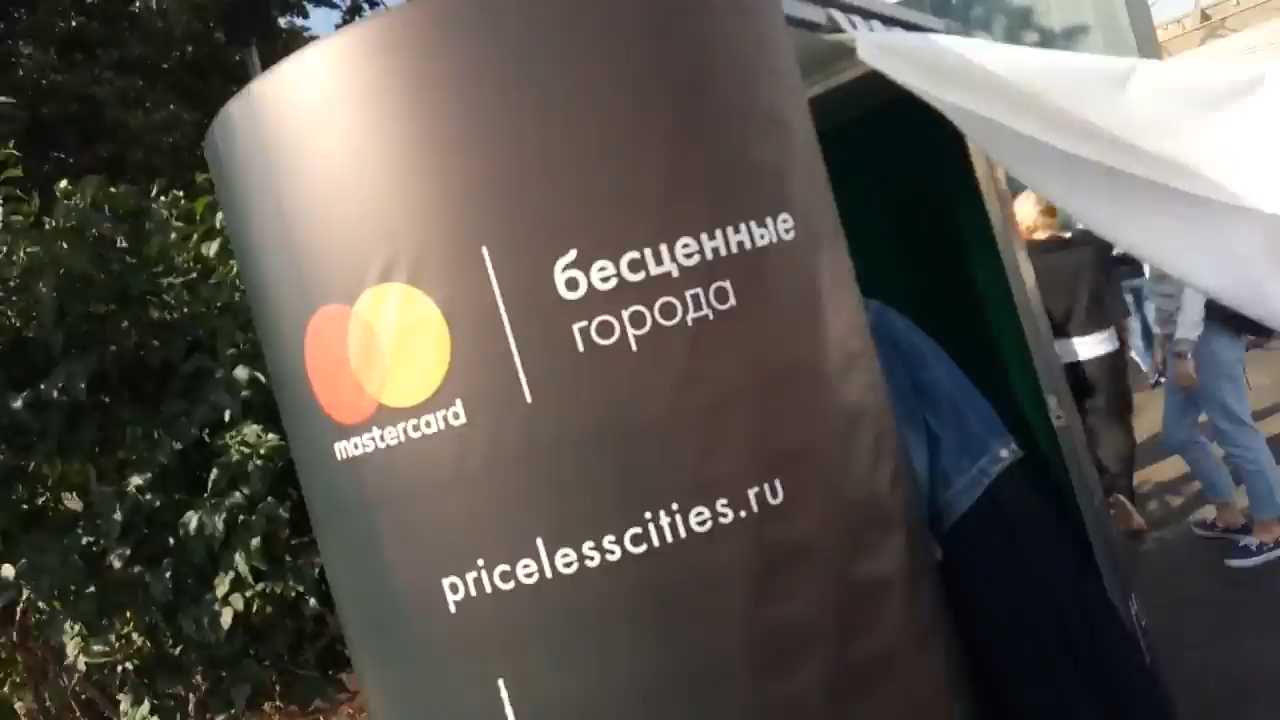 бесценные
города
mastercard
pricelesscities.ru